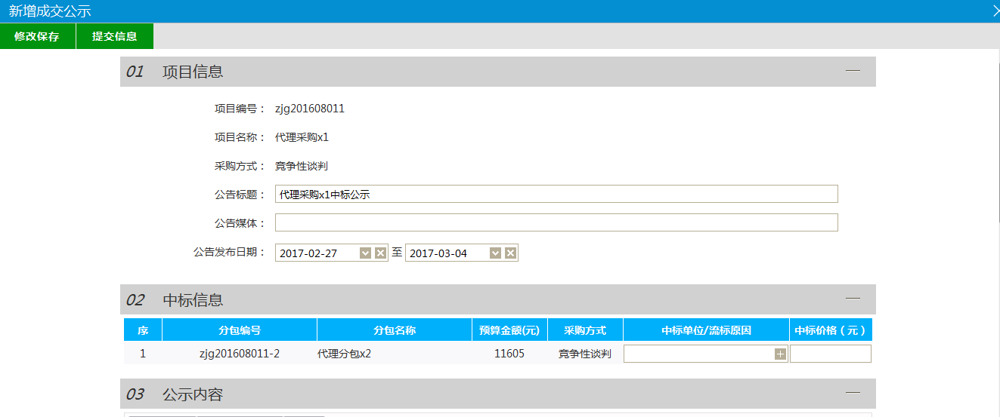 新增成交公示
修改保存 提交信息
01 项目信息
项目编号： zjg201608011
项目名称： 代理采购x1
采购方式： 竞争性谈判
公告标题： 代理采购x1中标公示
公告媒体：
公告发布日期： 2017-02-27 至 2017-03-04
02 中标信息
序 分包编号 分包名称 预算金额(元) 采购方式 中标单位/流标原因 中标价格（元）
1 zjg201608011-2 代理分包x2 11605 竞争性谈判
03 公示内容